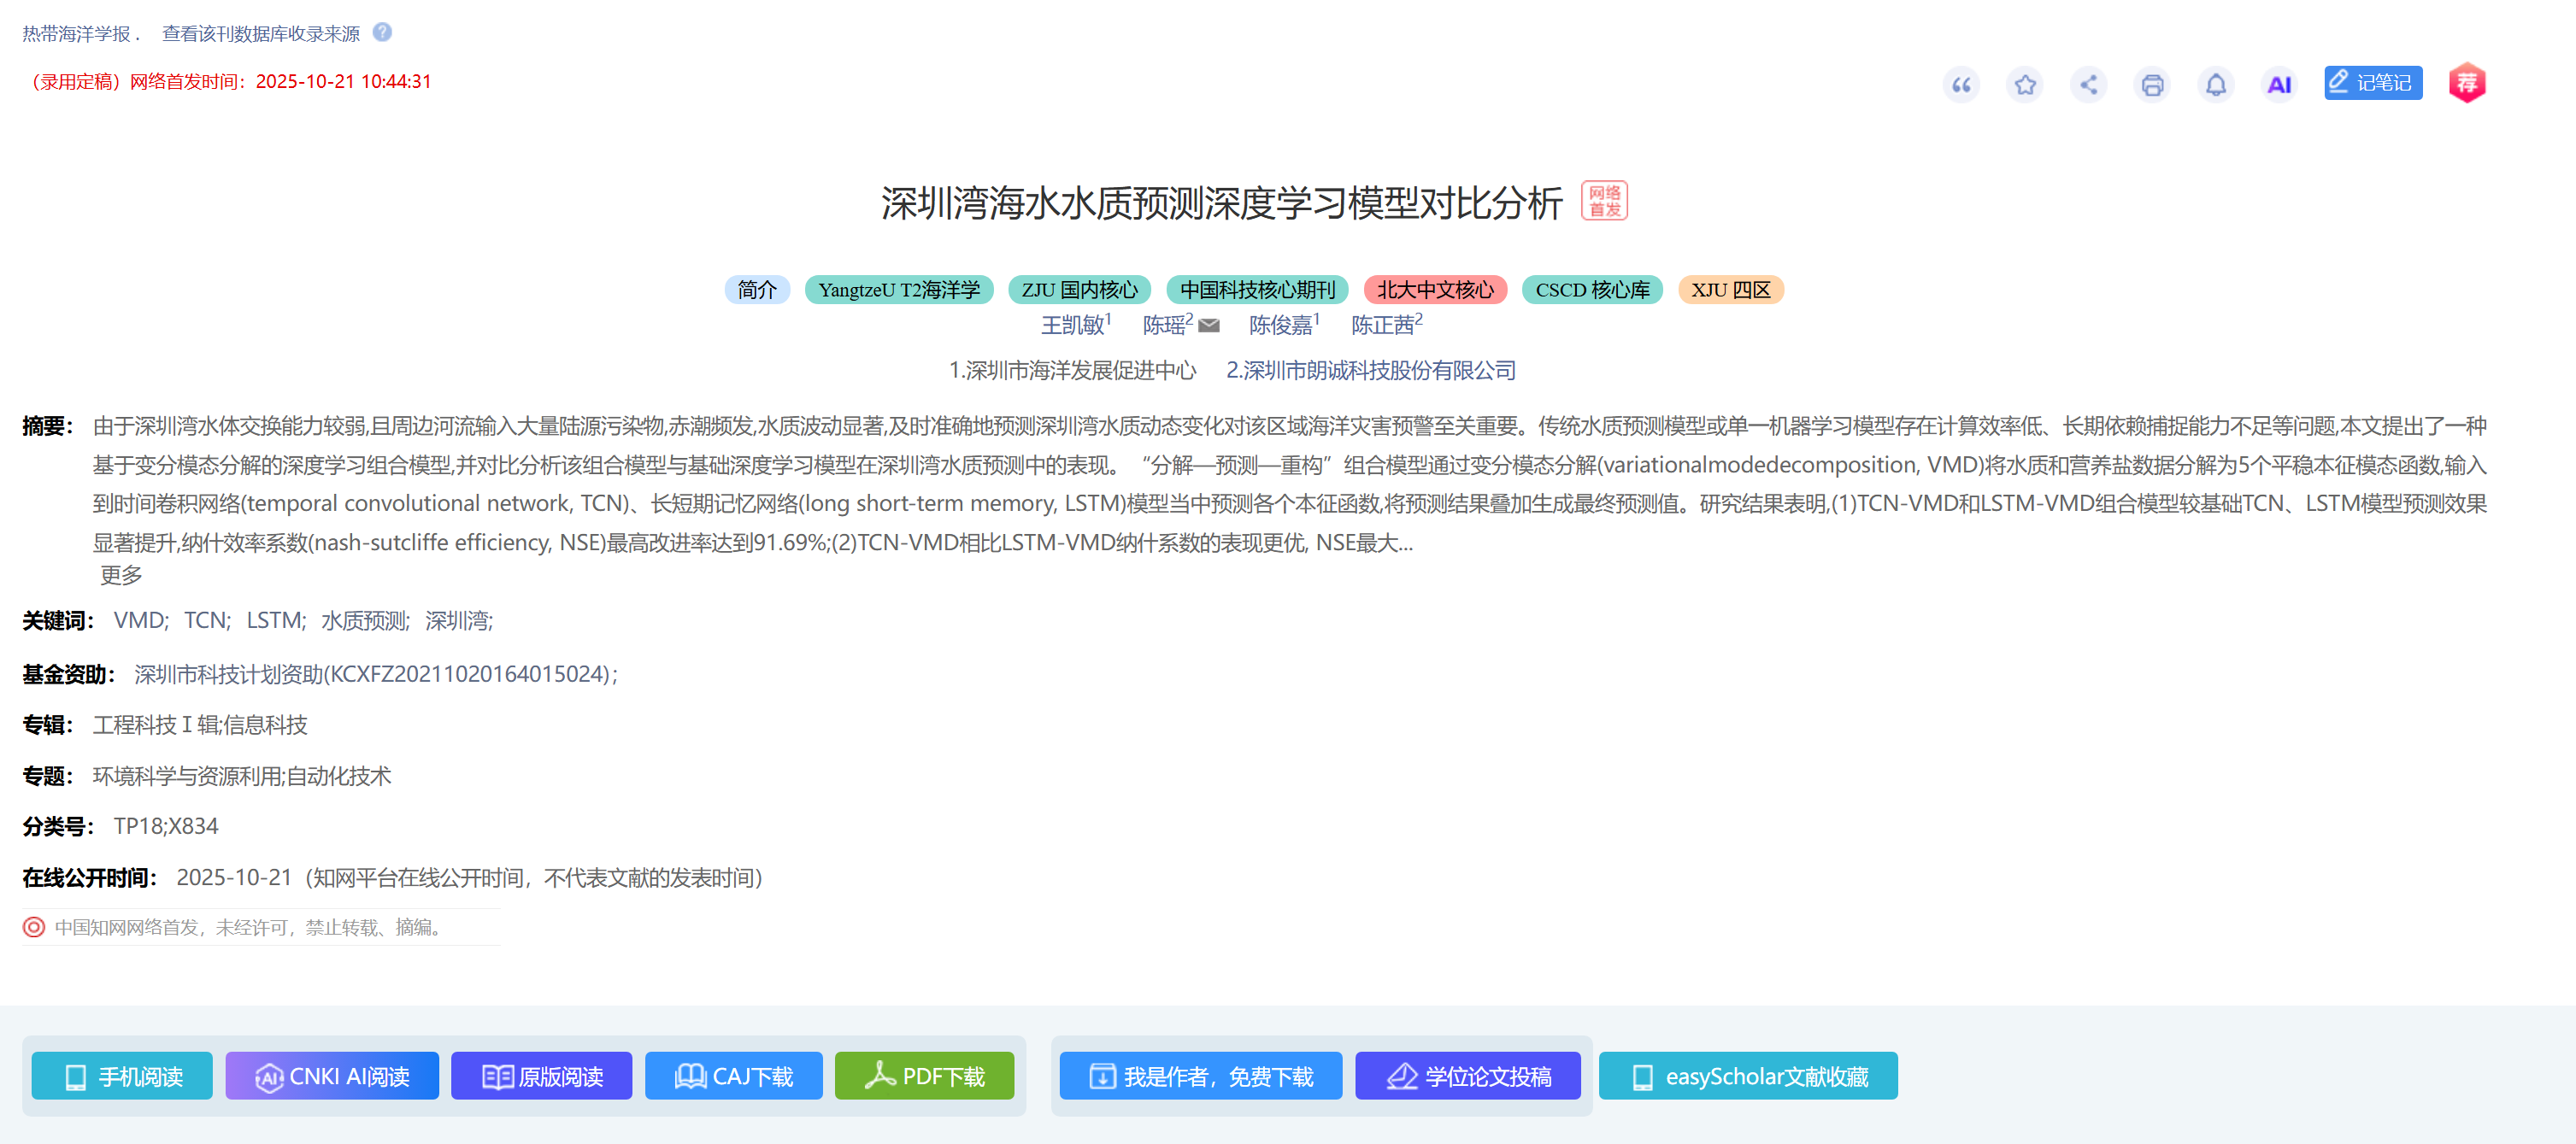 热带海洋学报 . 查看该刊数据库收录来源 ?
（录用定稿）网络首发时间：2025-10-21 10:44:31
AI 记笔记 荐
深圳湾海水水质预测深度学习模型对比分析 网络首发
简介 YangtzeU T2海洋学 ZJU 国内核心 中国科技核心期刊 北大中文核心 CSCD 核心库 XJU 四区
王凯敏1 陈瑶2 陈俊嘉1 陈正茜2
1.深圳市海洋发展促进中心 2.深圳市朗诚科技股份有限公司
摘要： 由于深圳湾水体交换能力较弱,且周边河流输入大量陆源污染物,赤潮频发,水质波动显著,及时准确地预测深圳湾水质动态变化对该区域海洋灾害预警至关重要。传统水质预测模型或单一机器学习模型存在计算效率低、长期依赖捕捉能力不足等问题,本文提出了一种
基于变分模态分解的深度学习组合模型,并对比分析该组合模型与基础深度学习模型在深圳湾水质预测中的表现。“分解—预测—重构”组合模型通过变分模态分解(variationalmodedecomposition, VMD)将水质和营养盐数据分解为5个平稳本征模态函数,输入
到时间卷积网络(temporal convolutional network, TCN)、长短期记忆网络(long short-term memory, LSTM)模型当中预测各个本征函数,将预测结果叠加生成最终预测值。研究结果表明,(1)TCN-VMD和LSTM-VMD组合模型较基础TCN、LSTM模型预测效果
显著提升,纳什效率系数(nash-sutcliffe efficiency, NSE)最高改进率达到91.69%;(2)TCN-VMD相比LSTM-VMD纳什系数的表现更优, NSE最大...
更多
关键词： VMD; TCN; LSTM; 水质预测; 深圳湾;
基金资助： 深圳市科技计划资助(KCXFZ20211020164015024)；
专辑： 工程科技Ⅰ辑;信息科技
专题： 环境科学与资源利用;自动化技术
分类号： TP18;X834
在线公开时间： 2025-10-21（知网平台在线公开时间，不代表文献的发表时间）
中国知网网络首发，未经许可，禁止转载、摘编。
手机阅读 AI CNKI AI阅读 原版阅读 CAJ下载 PDF下载 我是作者，免费下载 学位论文投稿 easyScholar文献收藏